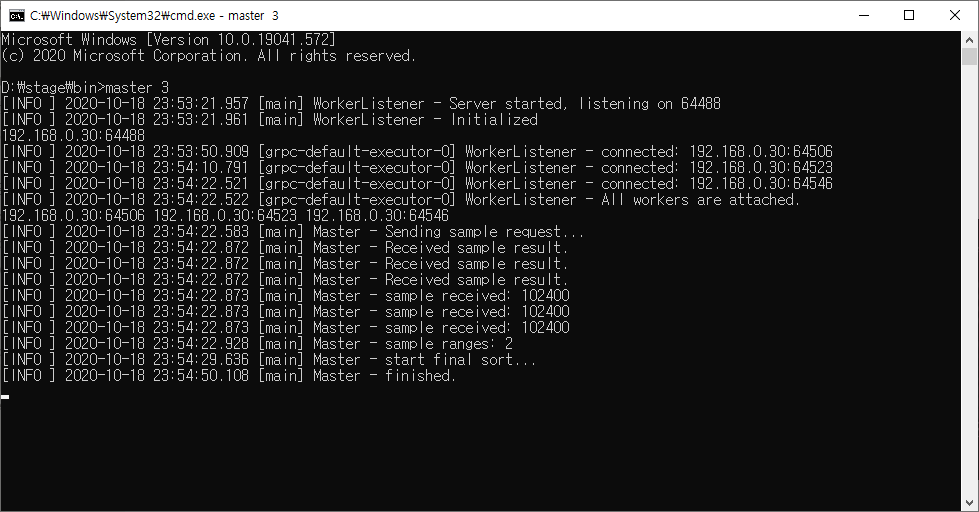 C:₩Windows₩System32₩cmd.exe - master  3
Microsoft Windows [Version 10.0.19041.572]
(c) 2020 Microsoft Corporation. All rights reserved.
D:₩stage₩bin>master 3
[INFO ] 2020-10-18 23:53:21.957 [main] WorkerListener - Server started, listening on 64488
[INFO ] 2020-10-18 23:53:21.961 [main] WorkerListener - Initialized
192.168.0.30:64488
[INFO ] 2020-10-18 23:53:50.909 [grpc-default-executor-0] WorkerListener - connected: 192.168.0.30:64506
[INFO ] 2020-10-18 23:54:10.791 [grpc-default-executor-0] WorkerListener - connected: 192.168.0.30:64523
[INFO ] 2020-10-18 23:54:22.521 [grpc-default-executor-0] WorkerListener - connected: 192.168.0.30:64546
[INFO ] 2020-10-18 23:54:22.522 [grpc-default-executor-0] WorkerListener - All workers are attached.
192.168.0.30:64506 192.168.0.30:64523 192.168.0.30:64546
[INFO ] 2020-10-18 23:54:22.583 [main] Master - Sending sample request...
[INFO ] 2020-10-18 23:54:22.872 [main] Master - Received sample result.
[INFO ] 2020-10-18 23:54:22.872 [main] Master - Received sample result.
[INFO ] 2020-10-18 23:54:22.872 [main] Master - Received sample result.
[INFO ] 2020-10-18 23:54:22.873 [main] Master - sample received: 102400
[INFO ] 2020-10-18 23:54:22.873 [main] Master - sample received: 102400
[INFO ] 2020-10-18 23:54:22.873 [main] Master - sample received: 102400
[INFO ] 2020-10-18 23:54:22.928 [main] Master - sample ranges: 2
[INFO ] 2020-10-18 23:54:29.636 [main] Master - start final sort...
[INFO ] 2020-10-18 23:54:50.108 [main] Master - finished.